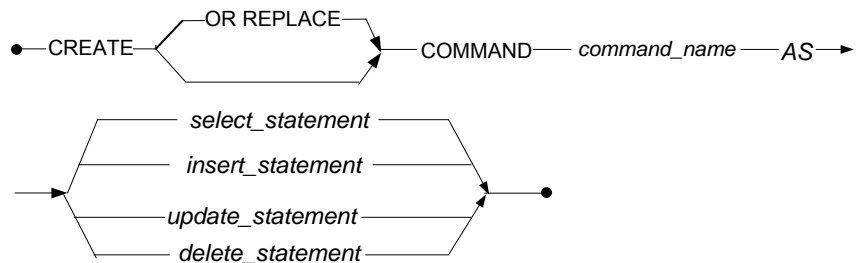 OR REPLACE
CREATE COMMAND command_name AS
select_statement
insert_statement
update_statement
delete_statement